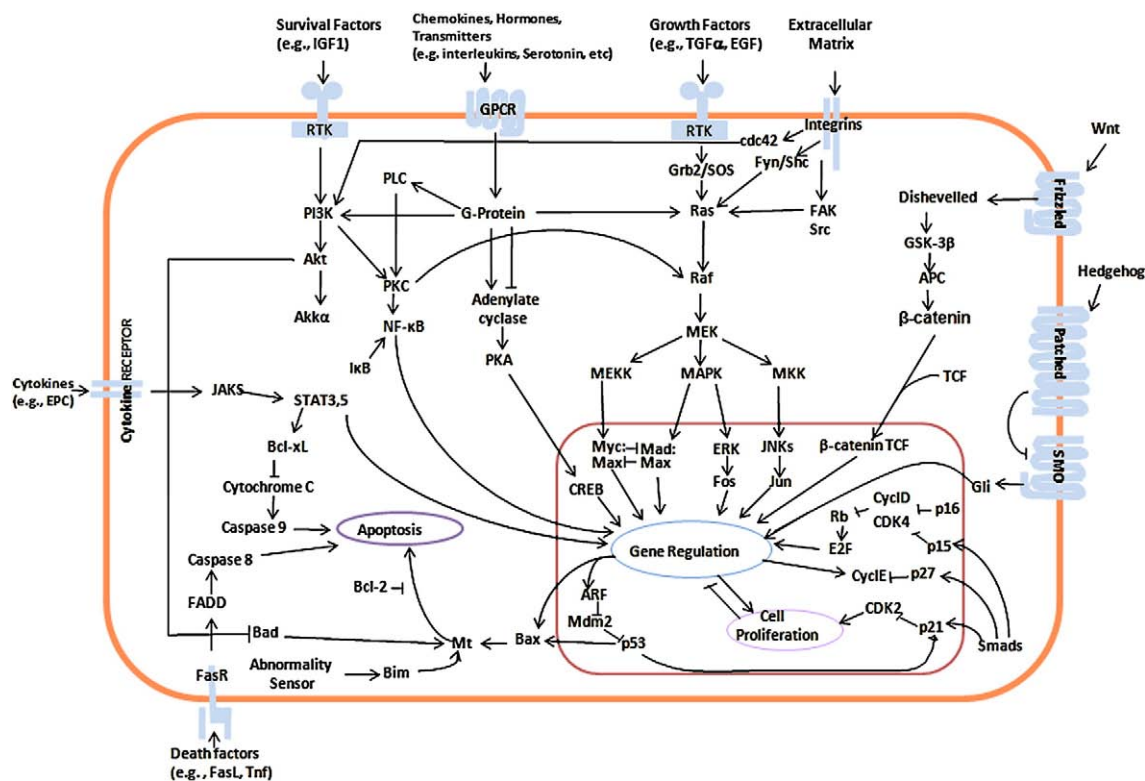 Survival Factors
(e.g., IGF1)
Chemokines, Hormones,
Transmitters
(e.g. interleukins, Serotonin, etc)
Growth Factors
(e.g., TGFα, EGF)
Extracellular
Matrix
RTK
GPCR
RTK
Integrins
cdc42
Wnt
Grb2/SOS
Fyn/Shc
PLC
Frizzled
Dishevelled
PI3K
G-Protein
Ras
FAK
Src
GSK-3β
Akt
PKC
Raf
APC
Hedgehog
Adenylate
cyclase
Akkα
NF-κB
MEK
β-catenin
Patched
IκB
PKA
MEKK
MAPK
MKK
TCF
Cytokines
(e.g., EPC)
Cytokine RECEPTOR
JAKS
STAT3,5
Bcl-xL
Myc:
Max
Mad:
Max
ERK
JNKs
β-catenin TCF
SMO
Cytochrome C
CREB
Fos
Jun
Gli
CyclD
CDK4
p16
Caspase 9
Apoptosis
Rb
E2F
p15
Gene Regulation
Caspase 8
Bcl-2
CyclE
p27
FADD
ARF
Mdm2
Cell
Proliferation
CDK2
p21
Bad
Mt
Bax
p53
Smads
FasR
Abnormality
Sensor
Bim
Death factors
(e.g., FasL, Tnf)